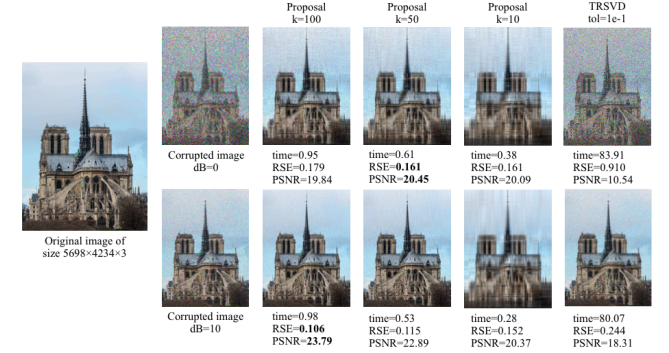 Proposal
k=100
Proposal
k=50
Proposal
k=10
TRSVD
tol=1e-1
Corrupted image
dB=0
time=0.95
RSE=0.179
PSNR=19.84
time=0.61
RSE=0.161
PSNR=20.45
time=0.38
RSE=0.161
PSNR=20.09
time=83.91
RSE=0.910
PSNR=10.54
Original image of
size 5698×4234×3
Corrupted image
dB=10
time=0.98
RSE=0.106
PSNR=23.79
time=0.53
RSE=0.115
PSNR=22.89
time=0.28
RSE=0.152
PSNR=20.37
time=80.07
RSE=0.244
PSNR=18.31